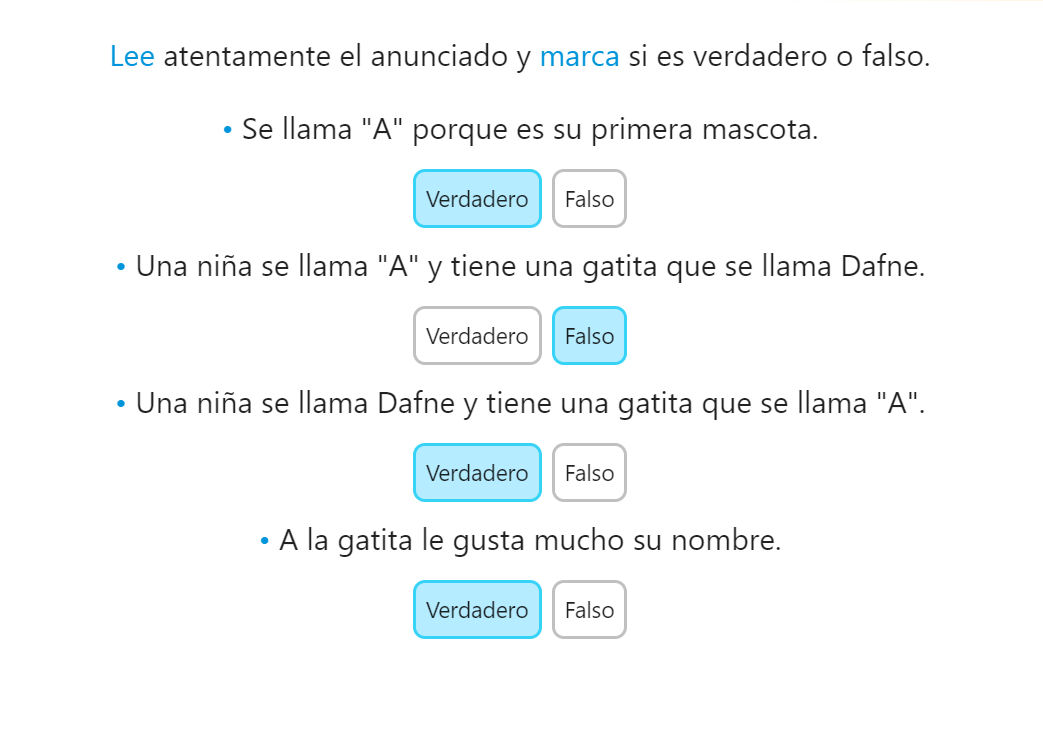 Lee atentamente el anunciado y marca si es verdadero o falso.
• Se llama "A" porque es su primera mascota.
Verdadero Falso
• Una niña se llama "A" y tiene una gatita que se llama Dafne.
Verdadero Falso
• Una niña se llama Dafne y tiene una gatita que se llama "A".
Verdadero Falso
• A la gatita le gusta mucho su nombre.
Verdadero Falso